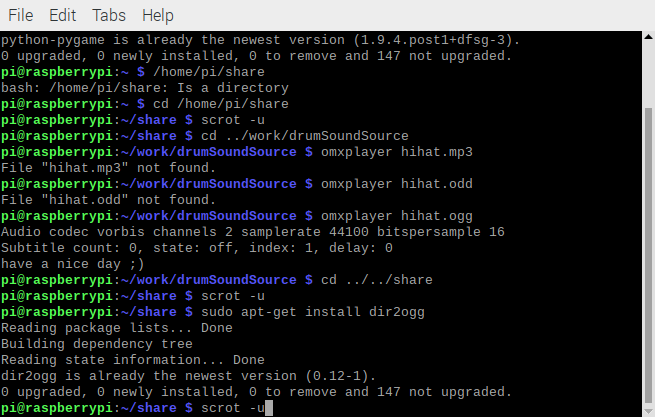 File Edit Tabs Help
python-pygame is already the newest version (1.9.4.post1+dfsg-3).
0 upgraded, 0 newly installed, 0 to remove and 147 not upgraded.
pi@raspberrypi:~ $ /home/pi/share
bash: /home/pi/share: Is a directory
pi@raspberrypi:~ $ cd /home/pi/share
pi@raspberrypi:~/share $ scrot -u
pi@raspberrypi:~/share $ cd ../work/drumSoundSource
pi@raspberrypi:~/work/drumSoundSource $ omxplayer hihat.mp3
File "hihat.mp3" not found.
pi@raspberrypi:~/work/drumSoundSource $ omxplayer hihat.odd
File "hihat.odd" not found.
pi@raspberrypi:~/work/drumSoundSource $ omxplayer hihat.ogg
Audio codec vorbis channels 2 samplerate 44100 bitspersample 16
Subtitle count: 0, state: off, index: 1, delay: 0
have a nice day ;)
pi@raspberrypi:~/work/drumSoundSource $ cd ../../share
pi@raspberrypi:~/share $ scrot -u
pi@raspberrypi:~/share $ sudo apt-get install dir2ogg
Reading package lists... Done
Building dependency tree
Reading state information... Done
dir2ogg is already the newest version (0.12-1).
0 upgraded, 0 newly installed, 0 to remove and 147 not upgraded.
pi@raspberrypi:~/share $ scrot -u